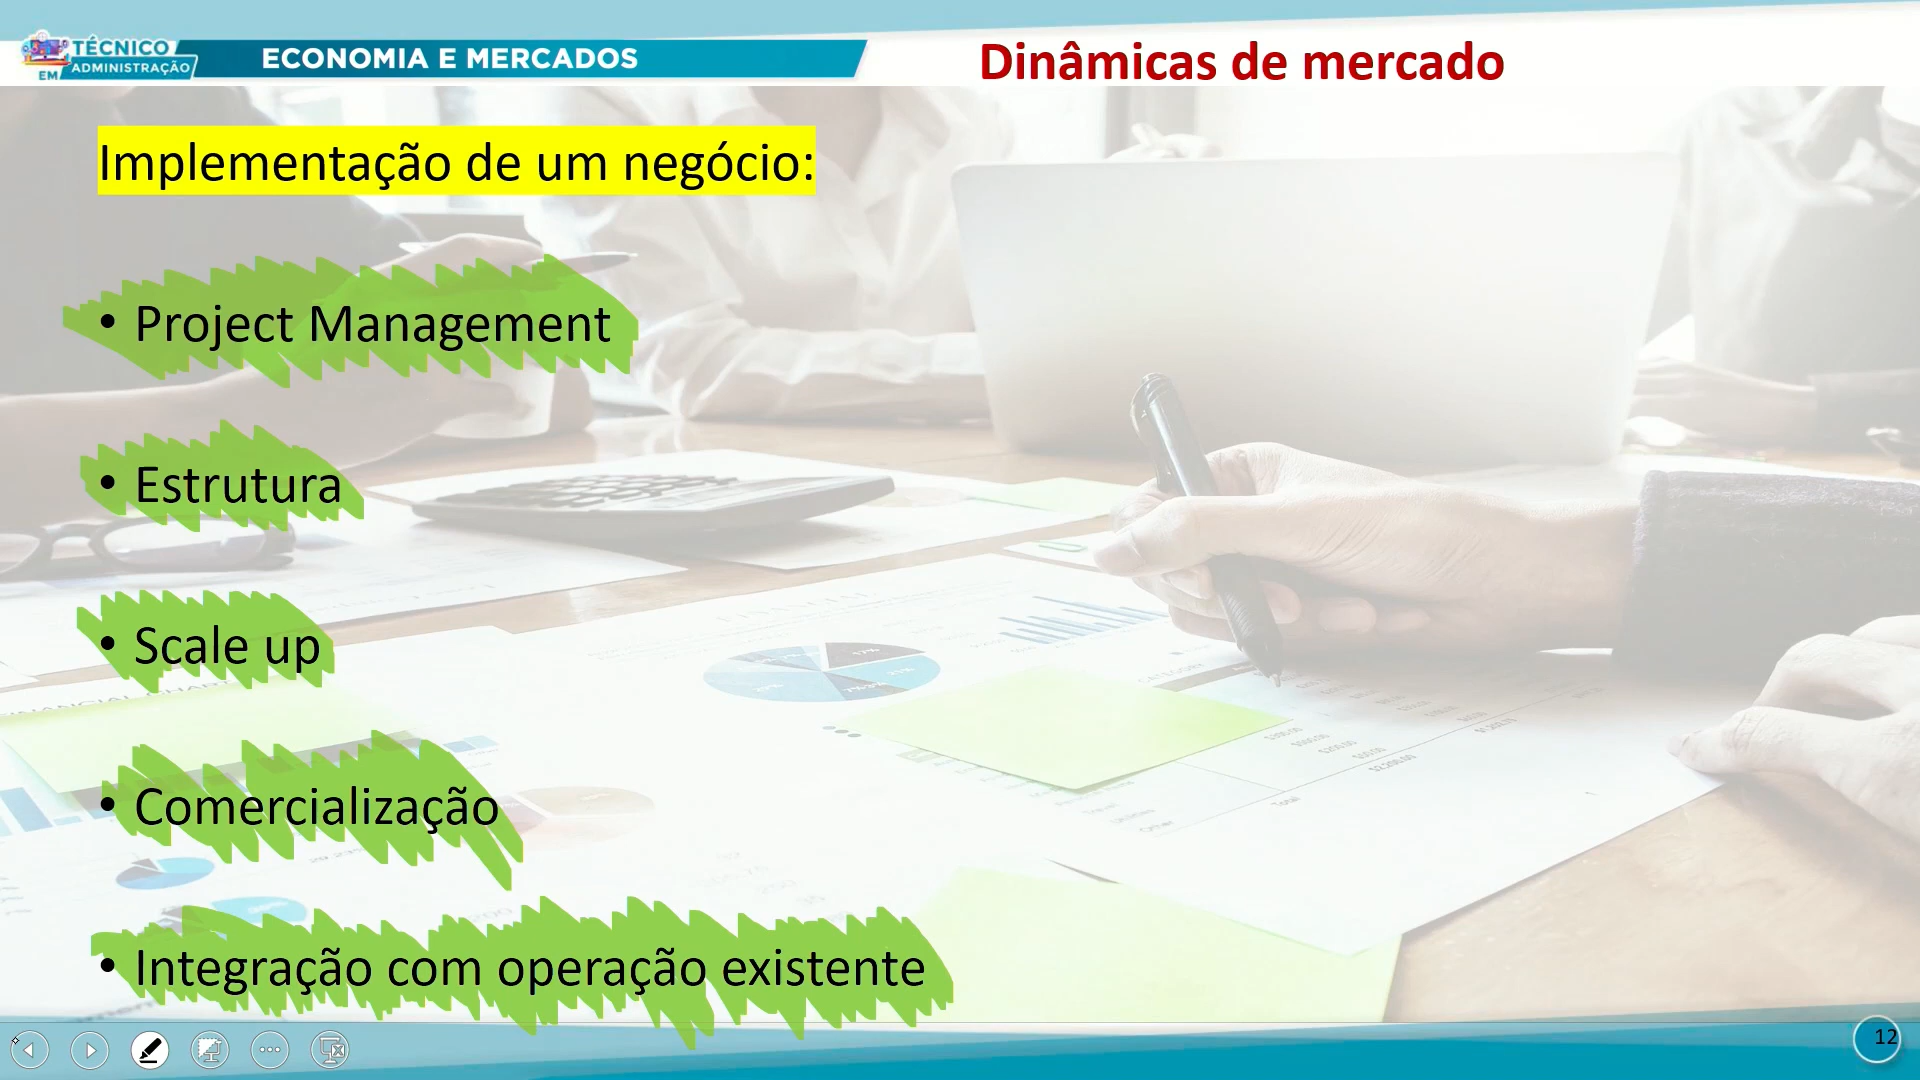 TÉCNICO
EM ADMINISTRAÇÃO
ECONOMIA E MERCADOS
Dinâmicas de mercado
Implementação de um negócio:
• Project Management
• Estrutura
• Scale up
• Comercialização
• Integração com operação existente
12